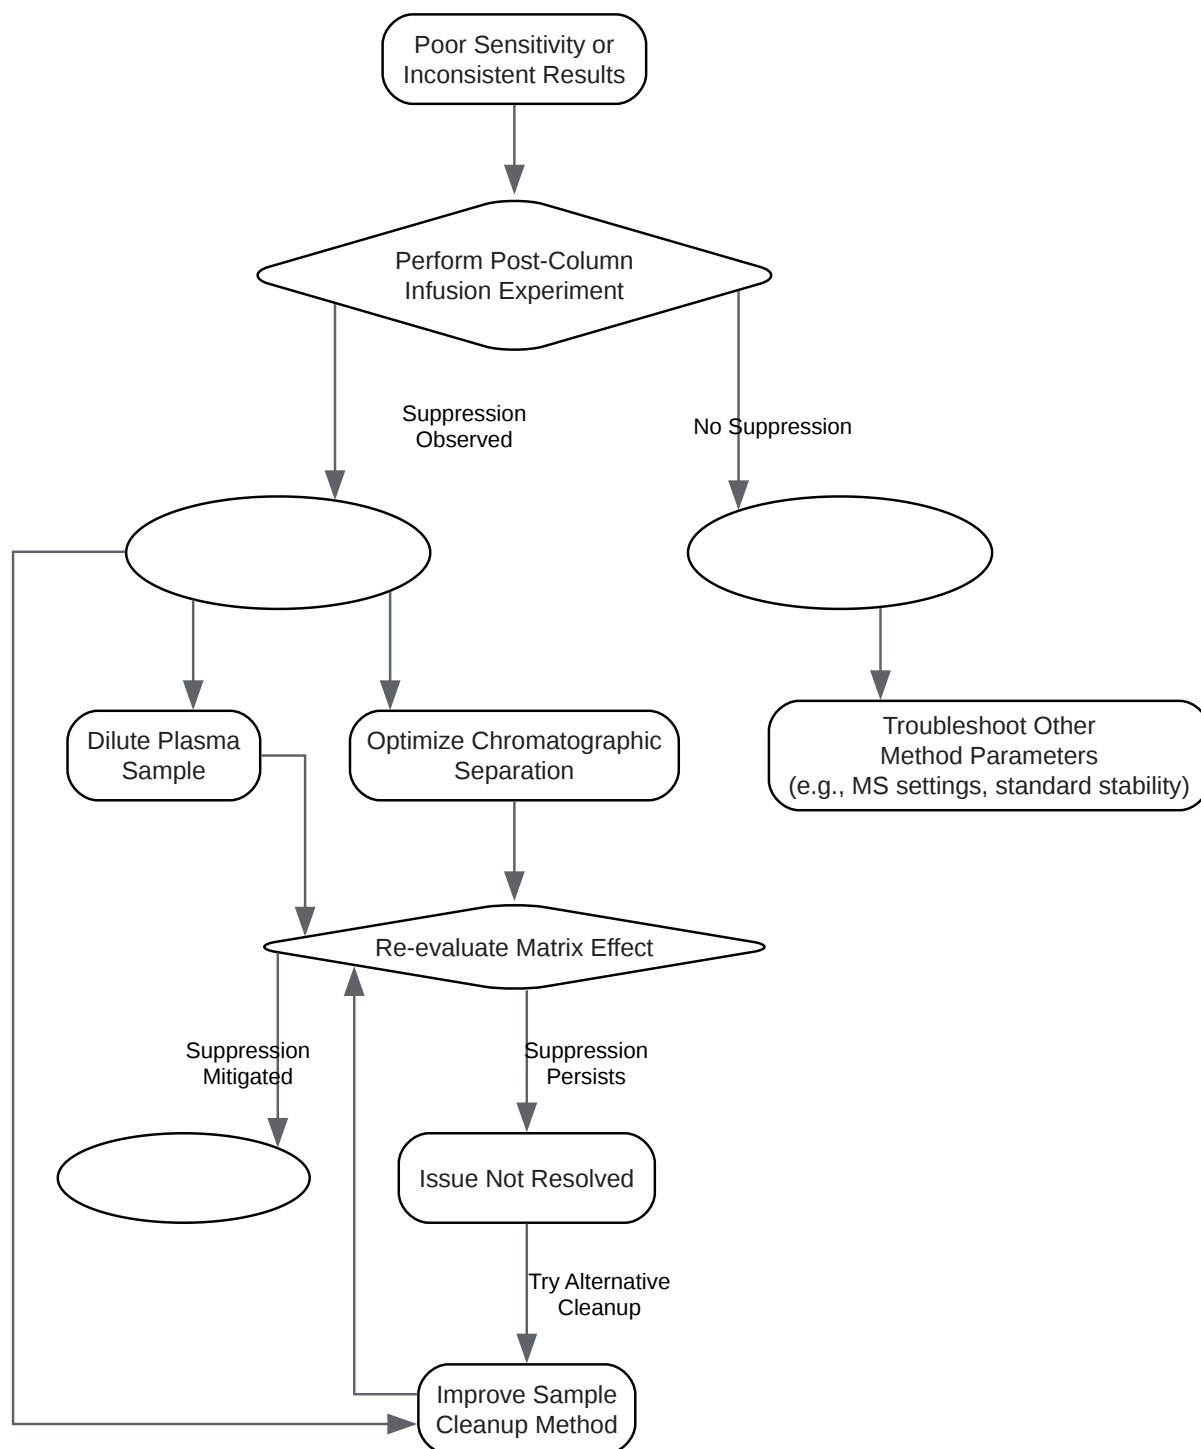 Poor Sensitivity or
Inconsistent Results
Perform Post-Column
Infusion Experiment
Suppression
Observed
No Suppression
Dilute Plasma
Sample
Optimize Chromatographic
Separation
Troubleshoot Other
Method Parameters
(e.g., MS settings, standard stability)
Re-evaluate Matrix Effect
Suppression
Mitigated
Suppression
Persists
Issue Not Resolved
Try Alternative
Cleanup
Improve Sample
Cleanup Method